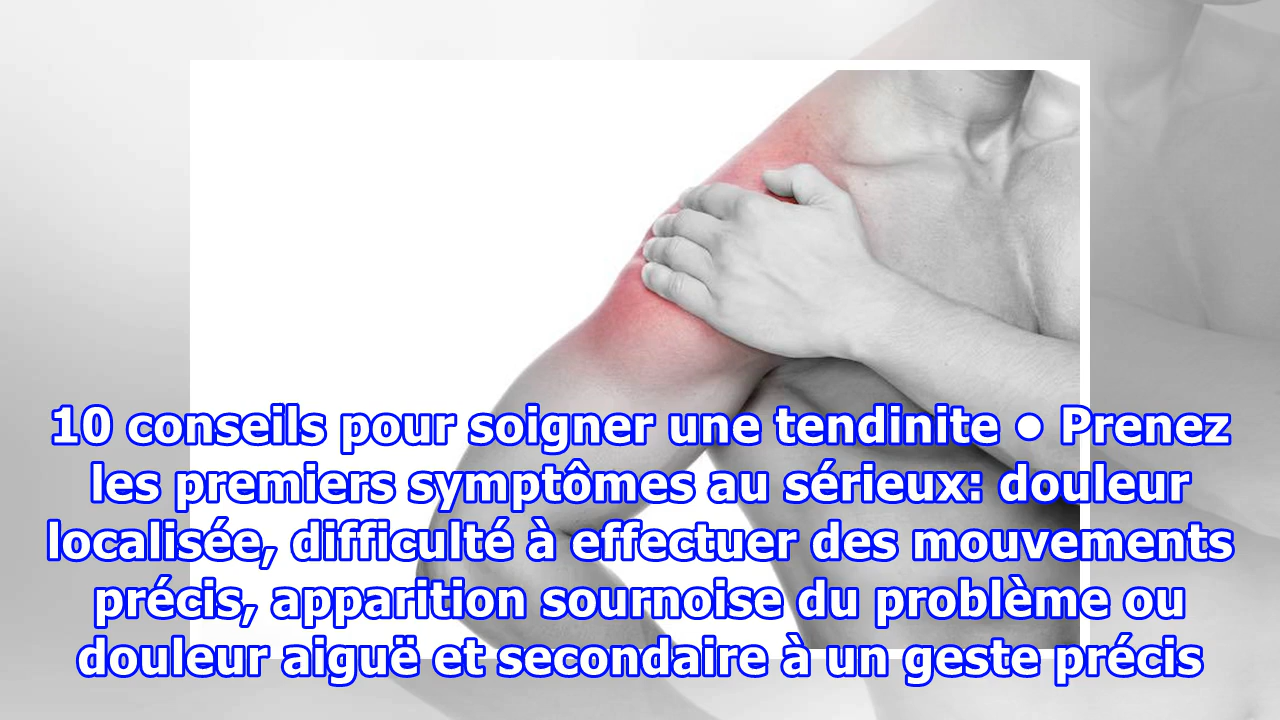 10 conseils pour soigner une tendinite • Prenez
les premiers symptômes au sérieux: douleur
localisée, difficulté à effectuer des mouvements
précis, apparition sournoise du problème ou
douleur aiguë et secondaire à un geste précis